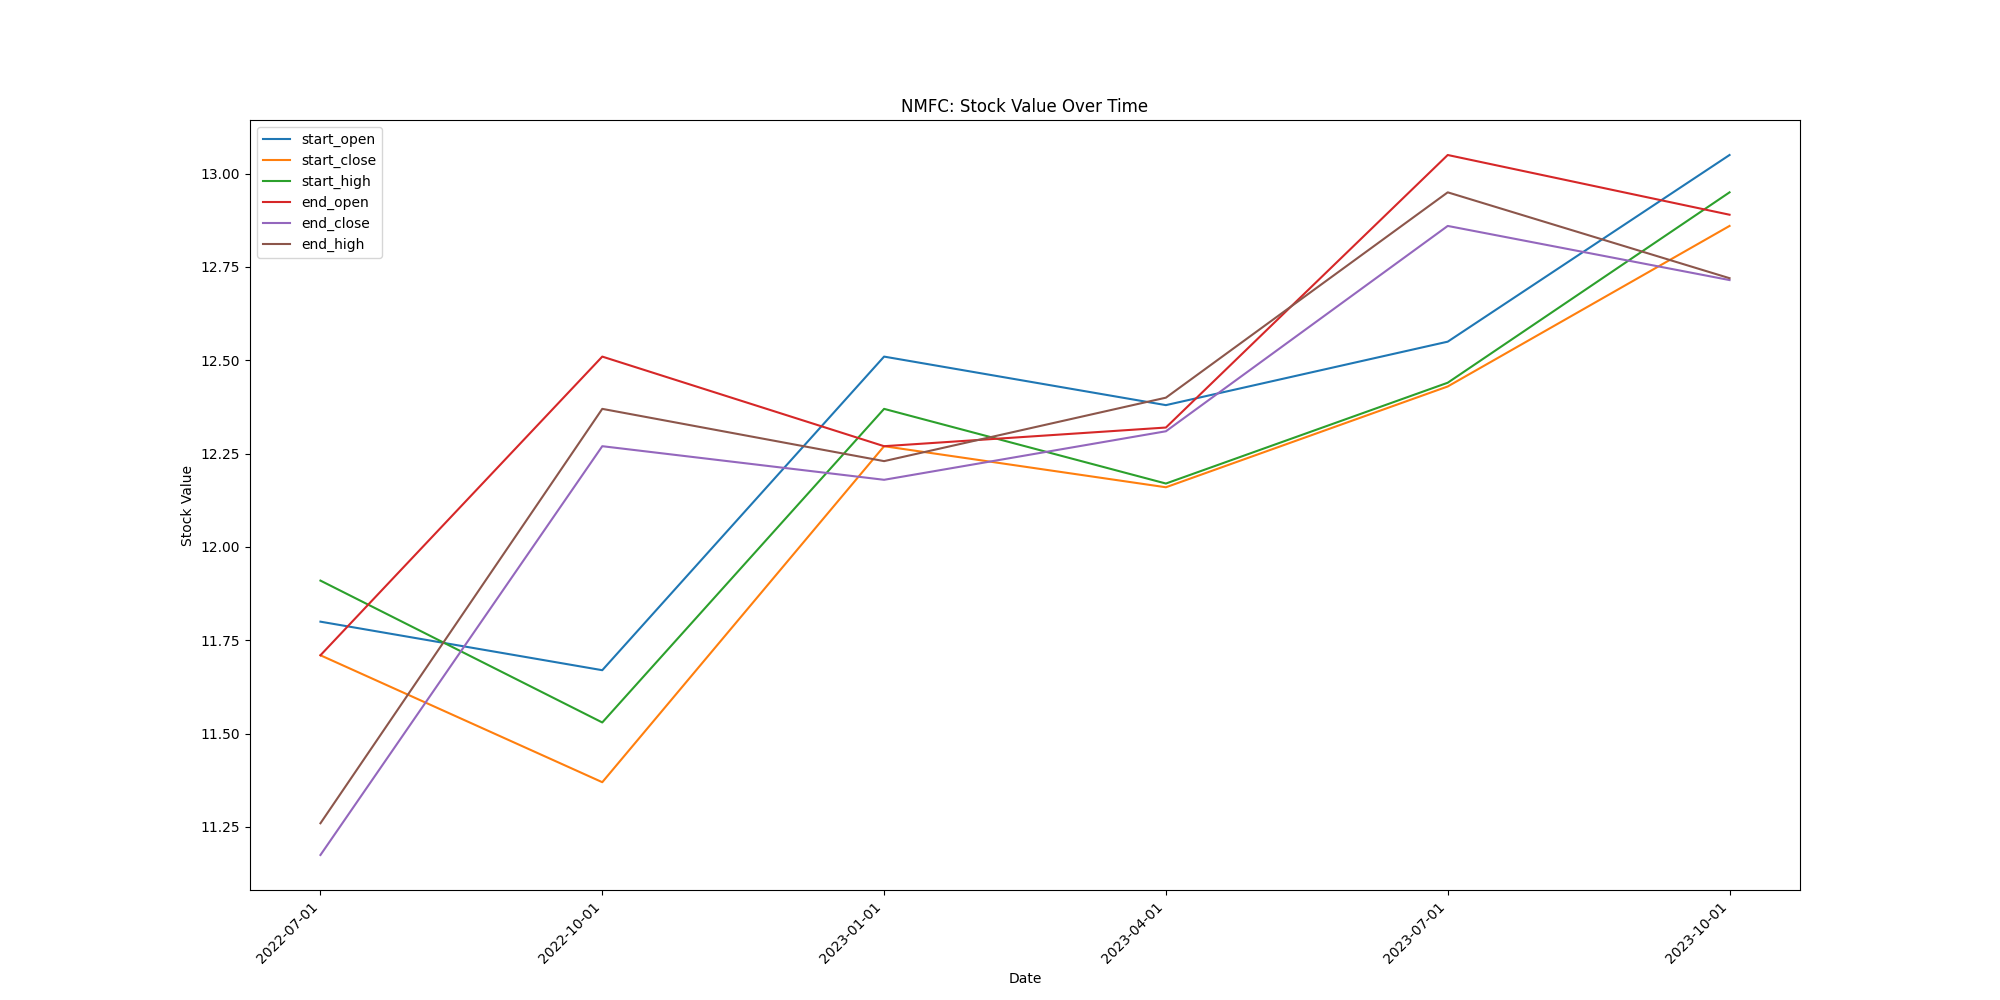 NMFC: Stock Value Over Time
start_open
start_close
start_high
end_open
end_close
end_high
13.00
12.75
12.50
12.25
12.00
11.75
11.50
11.25
Stock Value
2022-07-01
2022-10-01
2023-01-01
2023-04-01
2023-07-01
2023-10-01
Date